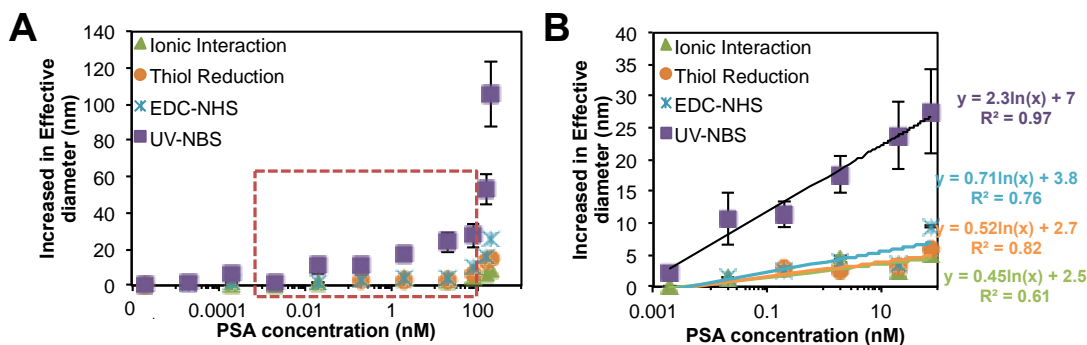 A
Increased in Effective
diameter (nm)
140
120
100
80
60
40
20
0
Ionic Interaction
Thiol Reduction
EDC-NHS
UV-NBS
0
0.0001
0.01
1
100
PSA concentration (nM)
B
Increased in Effective
diameter (nm)
40
35
30
25
20
15
10
5
0
Ionic Interaction
Thiol Reduction
EDC-NHS
UV-NBS
0.001
0.1
10
PSA concentration (nM)
y = 2.3ln(x) + 7
R² = 0.97
y = 0.71ln(x) + 3.8
R² = 0.76
y = 0.52ln(x) + 2.7
R² = 0.82
y = 0.45ln(x) + 2.5
R² = 0.61